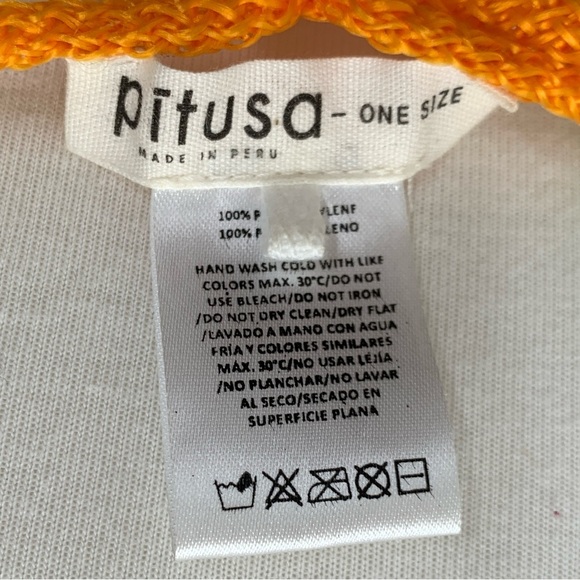 pītusa - ONE SIZE
MADE IN PERU
100%
100%
HAND WASH COLD WITH LIKE
COLORS MAX. 30°C/DO NOT
USE BLEACH/DO NOT IRON
/DO NOT DRY CLEAN/DRY FLAT
/LAVADO A MANO CON AGUA
FRÍA Y COLORES SIMILARES
MÁX. 30°C/NO USAR LEJÍA
/NO PLANCHAR/NO LAVAR
AL SECO/SECADO EN
SUPERFICIE PLANA